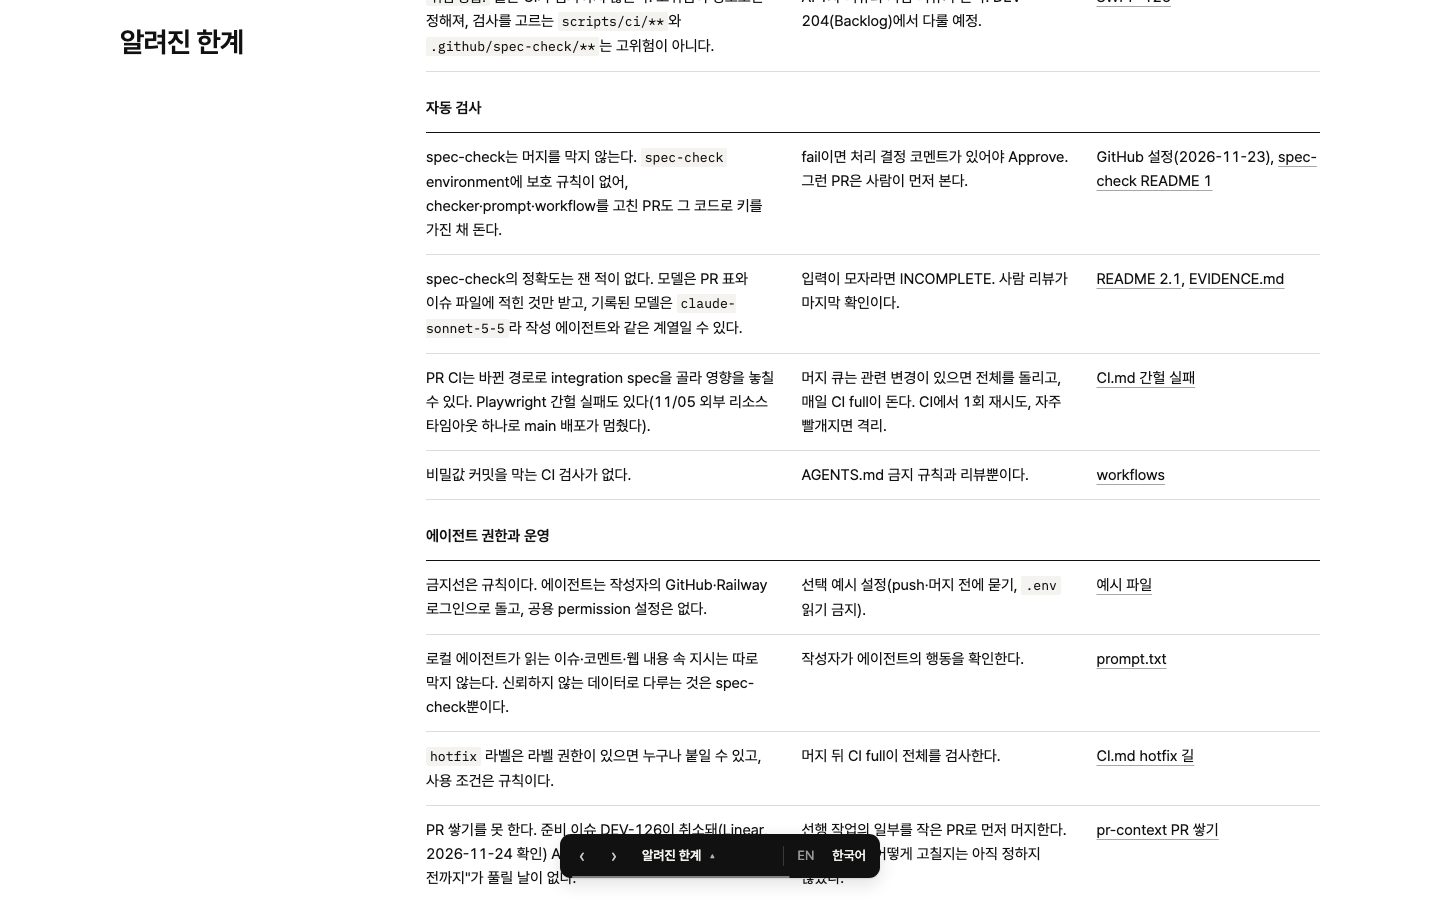 알려진 한계
정해져, 검사를 고르는 scripts/ci/** 와
.github/spec-check/** 는 고위험이 아니다.
204(Backlog)에서 다룰 예정.
자동 검사
spec-check는 머지를 막지 않는다. spec-check
environment에 보호 규칙이 없어,
checker·prompt·workflow를 고친 PR도 그 코드로 키를
가진 채 돈다.
fail이면 처리 결정 코멘트가 있어야 Approve.
그런 PR은 사람이 먼저 본다.
GitHub 설정(2026-11-23), spec-
check README 1
spec-check의 정확도는 잰 적이 없다. 모델은 PR 표와
이슈 파일에 적힌 것만 받고, 기록된 모델은 claude-
sonnet-5-5 라 작성 에이전트와 같은 계열일 수 있다.
입력이 모자라면 INCOMPLETE. 사람 리뷰가
마지막 확인이다.
README 2.1, EVIDENCE.md
PR CI는 바뀐 경로로 integration spec을 골라 영향을 놓칠
수 있다. Playwright 간헐 실패도 있다(11/05 외부 리소스
타임아웃 하나로 main 배포가 멈췄다).
머지 큐는 관련 변경이 있으면 전체를 돌리고,
매일 CI full이 돈다. CI에서 1회 재시도, 자주
빨개지면 격리.
CI.md 간헐 실패
비밀값 커밋을 막는 CI 검사가 없다.
AGENTS.md 금지 규칙과 리뷰뿐이다.
workflows
에이전트 권한과 운영
금지선은 규칙이다. 에이전트는 작성자의 GitHub·Railway
로그인으로 돌고, 공용 permission 설정은 없다.
선택 예시 설정(push·머지 전에 묻기, .env
읽기 금지).
예시 파일
로컬 에이전트가 읽는 이슈·코멘트·웹 내용 속 지시는 따로
막지 않는다. 신뢰하지 않는 데이터로 다루는 것은 spec-
check뿐이다.
작성자가 에이전트의 행동을 확인한다.
prompt.txt
hotfix 라벨은 라벨 권한이 있으면 누구나 붙일 수 있고,
사용 조건은 규칙이다.
머지 뒤 CI full이 전체를 검사한다.
CI.md hotfix 길
PR 쌓기를 못 한다. 준비 이슈 DEV-126이 취소돼(Linear
2026-11-24 확인)
전까지"가 풀릴 날이 없다.
선행 작업의 일부를 작은 PR로 먼저 머지한다.
고칠지는 아직 정하지
pr-context PR 쌓기
‹ › 알려진 한계 ▴ EN 한국어